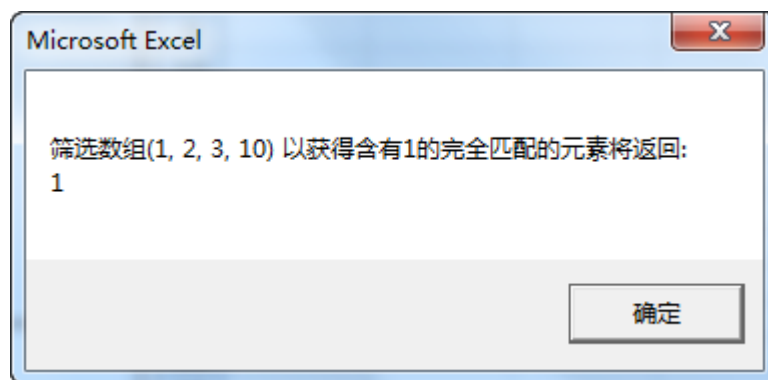 Microsoft Excel
筛选数组(1, 2, 3, 10) 以获得含有1的完全匹配的元素将返回:
1
确定